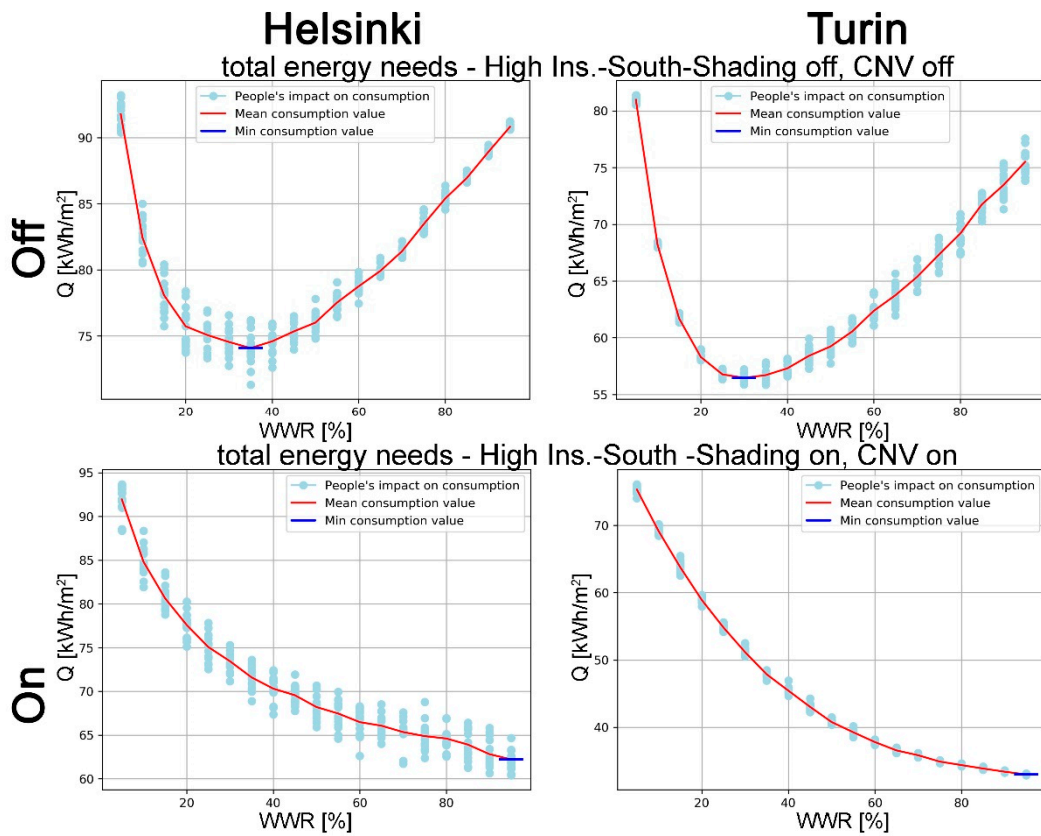 Helsinki
Turin
total energy needs - High Ins.-South-Shading off, CNV off
Off
Q [kWh/m²]
90
85
80
75
People's impact on consumption
Mean consumption value
Min consumption value
20
40
60
80
WWR [%]
Q [kWh/m²]
80
75
70
65
60
55
People's impact on consumption
Mean consumption value
Min consumption value
20
40
60
80
WWR [%]
total energy needs - High Ins.-South -Shading on, CNV on
On
Q [kWh/m²]
95
90
85
80
75
70
65
60
People's impact on consumption
Mean consumption value
Min consumption value
20
40
60
80
WWR [%]
Q [kWh/m²]
70
60
50
40
People's impact on consumption
Mean consumption value
Min consumption value
20
40
60
80
WWR [%]